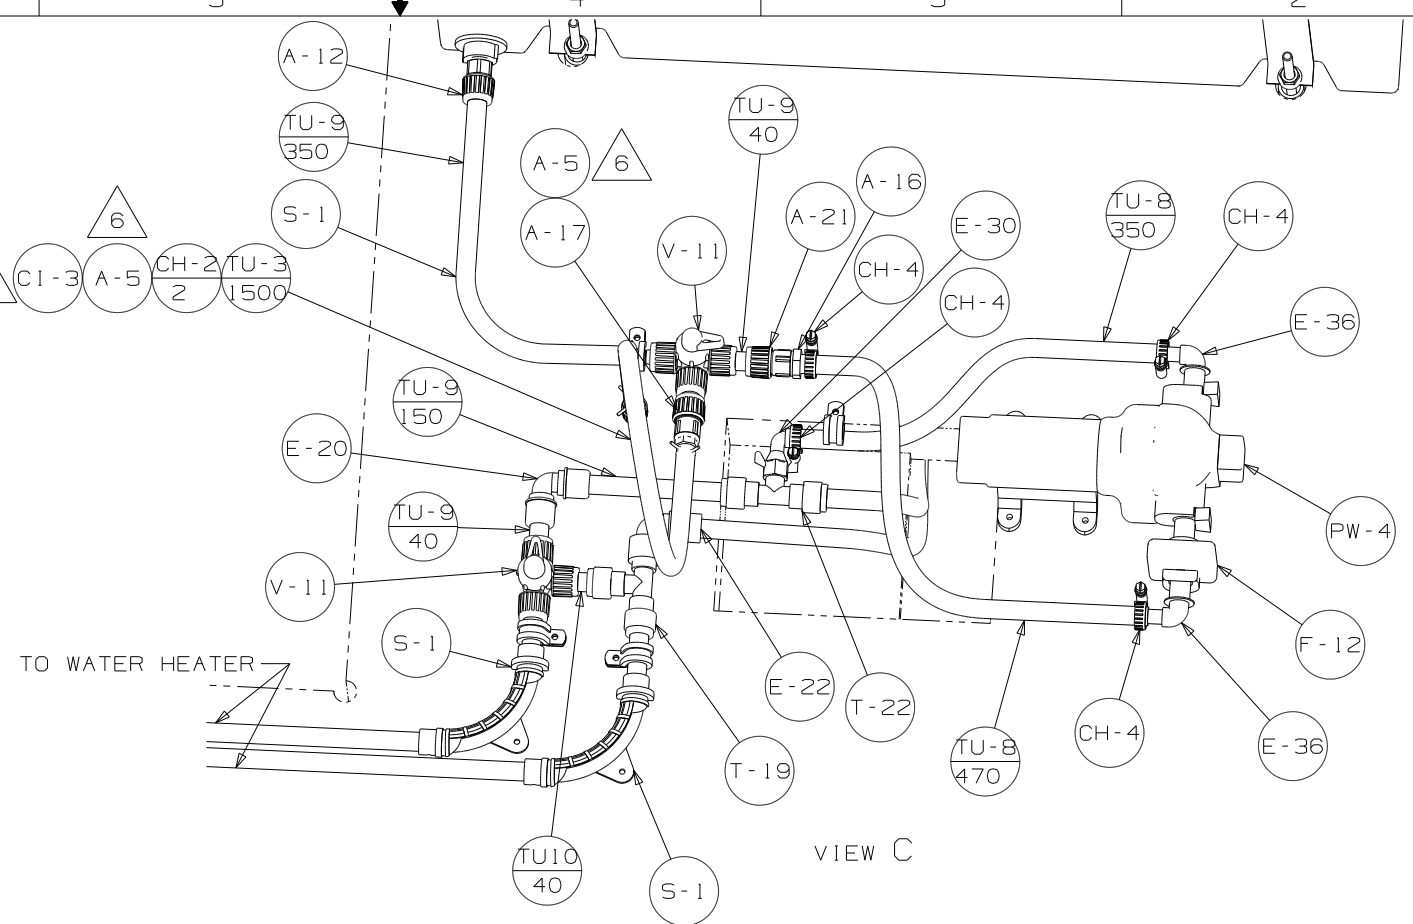 4
2
A-12
TU-9
350
S-1
6
CI-3
A-5
CH-2
2
TU-3
1500
A-5
6
A-17
TU-9
40
V-11
A-21
A-16
CH-4
E-30
CH-4
TU-8
350
CH-4
E-36
TU-9
150
E-20
TU-9
40
V-11
S-1
TO WATER HEATER
TU10
40
S-1
T-19
E-22
T-22
TU-8
470
CH-4
E-36
F-12
PW-4
VIEW C